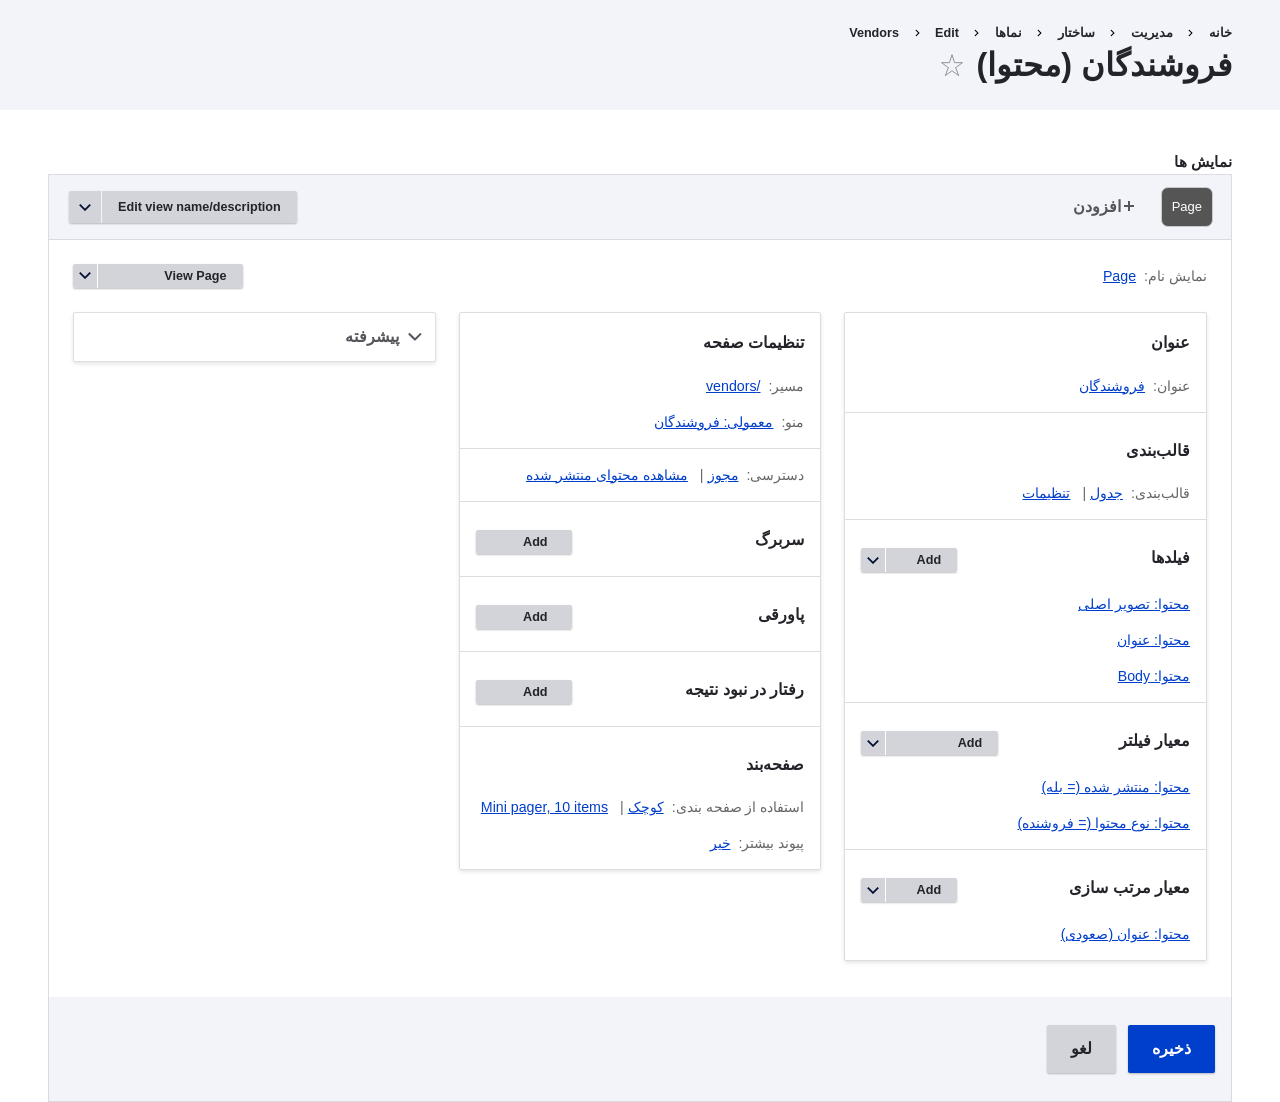 خانه › مدیریت › ساختار › نماها › Edit › Vendors
فروشندگان (محتوا) ☆
نمایش ها
Page
+افزودن
Edit view name/description
نمایش نام: Page
View Page
عنوان
عنوان: فروشندگان
قالب‌بندی
قالب‌بندی: جدول | تنظیمات
فیلدها
Add
محتوا: تصویر اصلی
محتوا: عنوان
محتوا: Body
معیار فیلتر
Add
محتوا: منتشر شده (= بله)
محتوا: نوع محتوا (= فروشنده)
معیار مرتب سازی
Add
محتوا: عنوان (صعودی)
تنظیمات صفحه
مسیر: /vendors
منو: معمولی: فروشندگان
دسترسی: مجوز | مشاهده محتوای منتشر شده
سربرگ
Add
پاورقی
Add
رفتار در نبود نتیجه
Add
صفحه‌بند
استفاده از صفحه بندی: کوچک | Mini pager, 10 items
پیوند بیشتر: خیر
پیشرفته
ذخیره
لغو